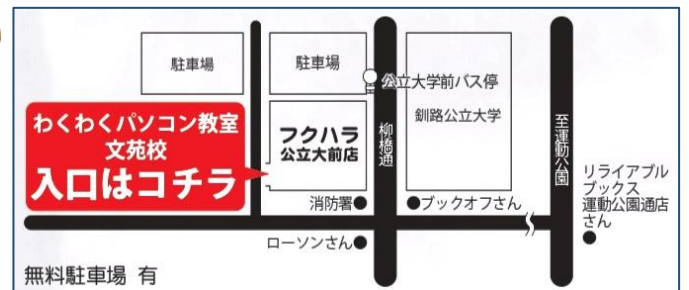 駐車場
駐車場
公立大学前バス停
わくわくパソコン教室
文苑校
入口はコチラ
フクハラ
公立大前店
柳橋通
釧路公立大学
至運動公園
リライアブル
ブックス
運動公園通店
さん
消防署
ブックオフさん
ローソンさん
無料駐車場 有